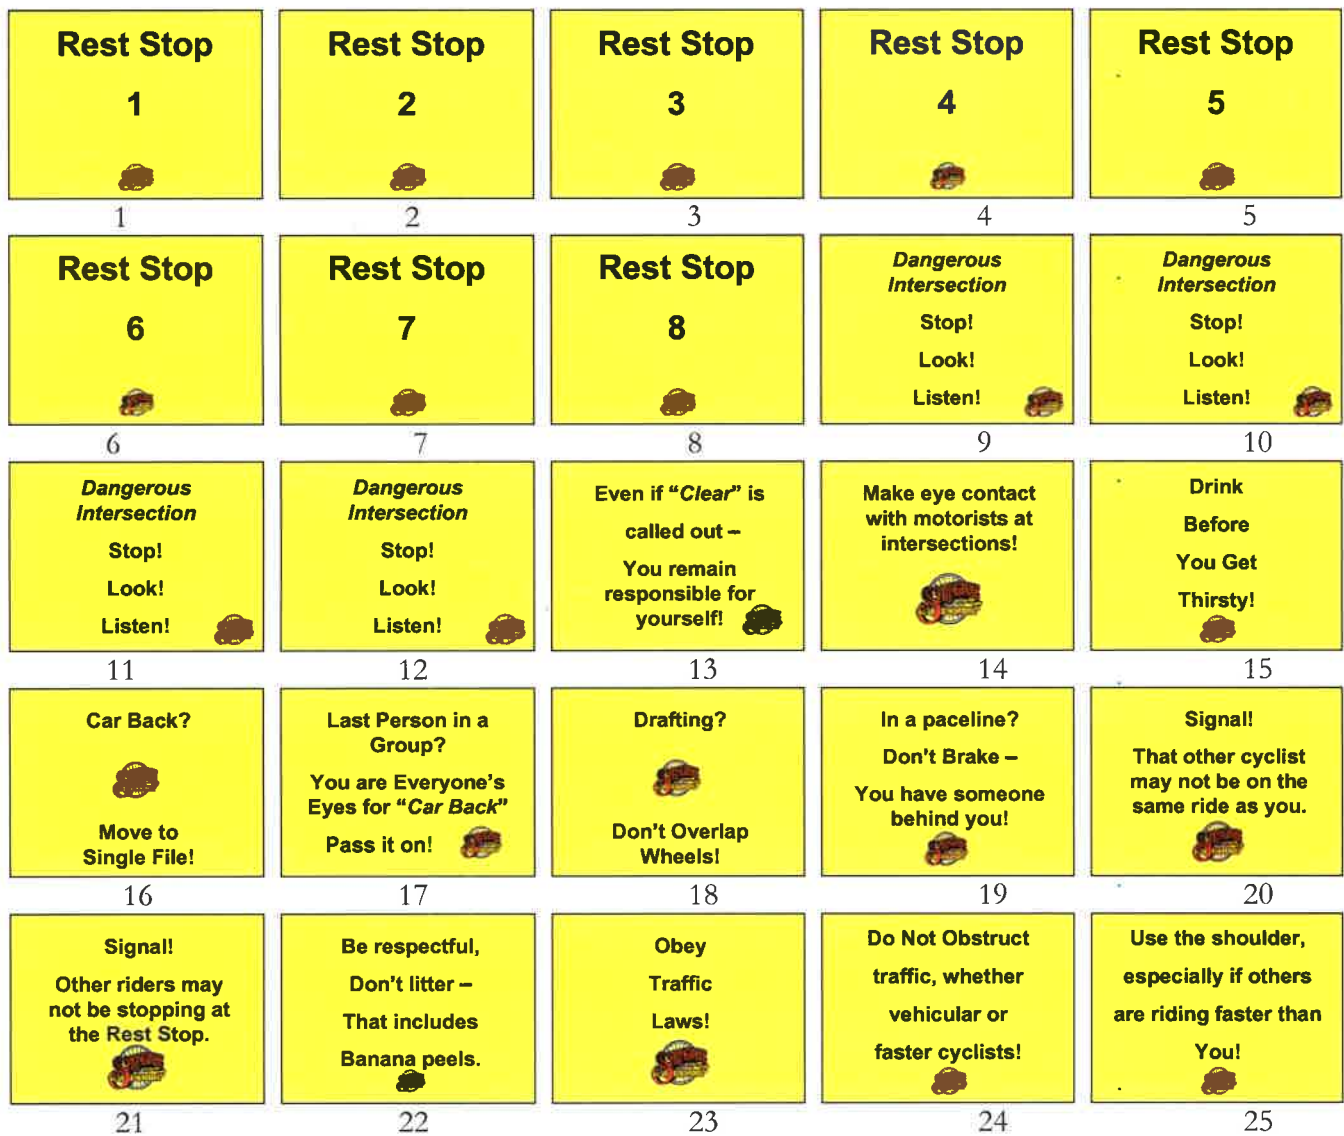 Rest Stop
1
1
Rest Stop
2
2
Rest Stop
3
3
Rest Stop
4
4
Rest Stop
5
5
Rest Stop
6
6
Rest Stop
7
7
Rest Stop
8
8
Dangerous
Intersection
Stop!
Look!
Listen!
9
Dangerous
Intersection
Stop!
Look!
Listen!
10
Dangerous
Intersection
Stop!
Look!
Listen!
11
Dangerous
Intersection
Stop!
Look!
Listen!
12
Even if "Clear" is
called out –
You remain
responsible for
yourself!
13
Make eye contact
with motorists at
intersections!
14
Drink
Before
You Get
Thirsty!
15
Car Back?
Move to
Single File!
16
Last Person in a
Group?
You are Everyone's
Eyes for "Car Back"
Pass it on!
17
Drafting?
Don't Overlap
Wheels!
18
In a paceline?
Don't Brake –
You have someone
behind you!
19
Signal!
That other cyclist
may not be on the
same ride as you.
20
Signal!
Other riders may
not be stopping at
the Rest Stop.
21
Be respectful,
Don't litter –
That includes
Banana peels.
22
Obey
Traffic
Laws!
23
Do Not Obstruct
traffic, whether
vehicular or
faster cyclists!
24
Use the shoulder,
especially if others
are riding faster than
You!
25